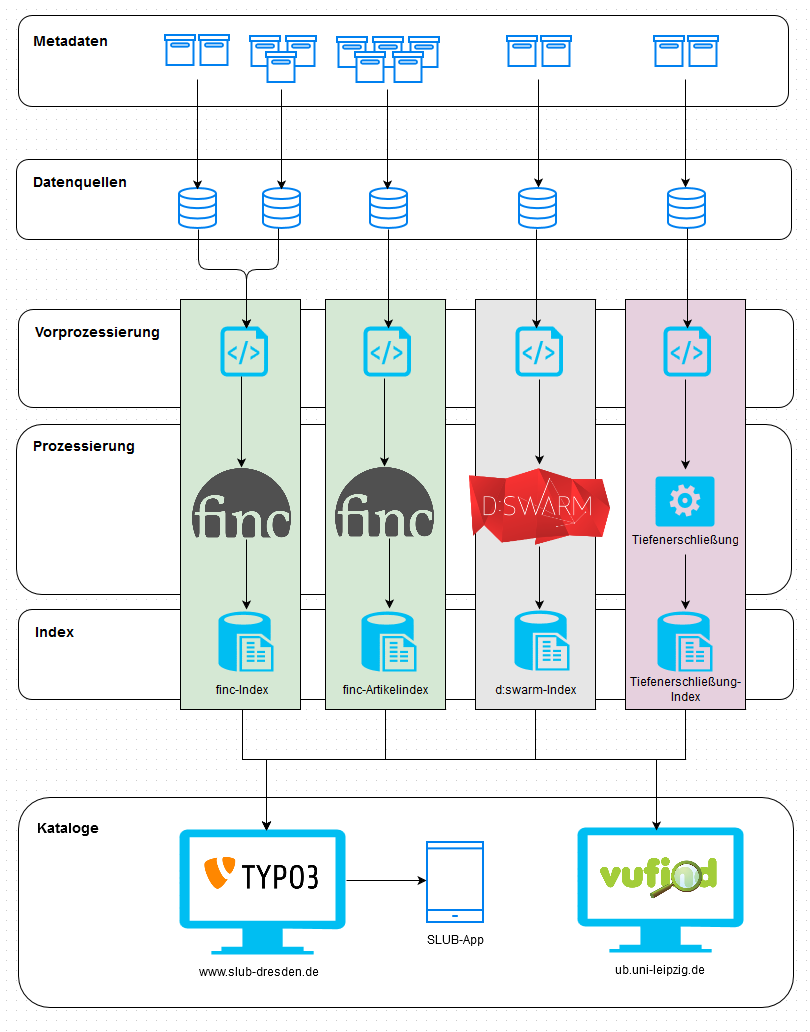 Metadaten
Datenquellen
Vorprozessierung
</>
</>
</>
</>
Prozessierung
finc
finc
D:SWARM
Tiefenerschließung
Index
finc-Index
finc-Artikelindex
d:swarm-Index
Tiefenerschließung-
Index
Kataloge
TYPO3
vufind
SLUB-App
www.slub-dresden.de
ub.uni-leipzig.de